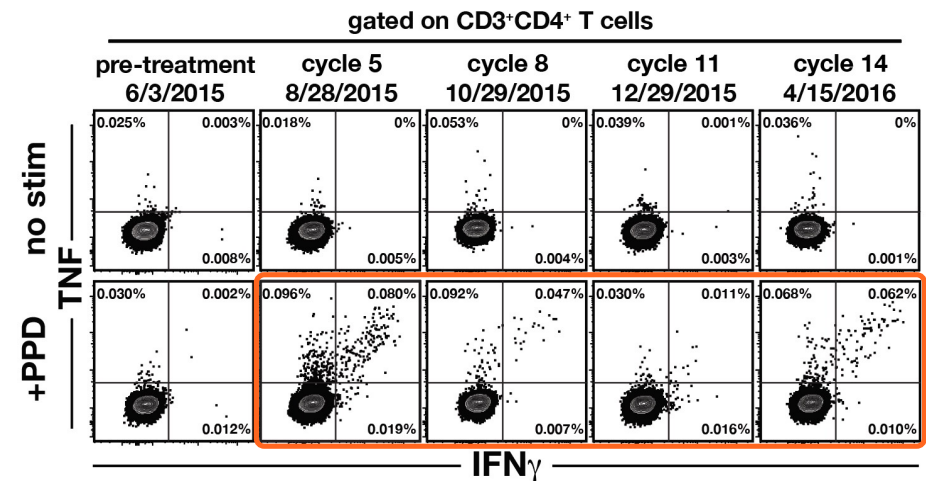 gated on CD3⁺CD4⁺ T cells
pre-treatment cycle 5 cycle 8 cycle 11 cycle 14
6/3/2015 8/28/2015 10/29/2015 12/29/2015 4/15/2016
no stim
0.025% 0.003% 0.018% 0% 0.053% 0% 0.039% 0.001% 0.036% 0%
0.008% 0.005% 0.004% 0.003% 0.001%
TNF
+PPD
0.030% 0.002% 0.096% 0.080% 0.092% 0.047% 0.030% 0.011% 0.068% 0.062%
0.012% 0.019% 0.007% 0.016% 0.010%
IFNγ